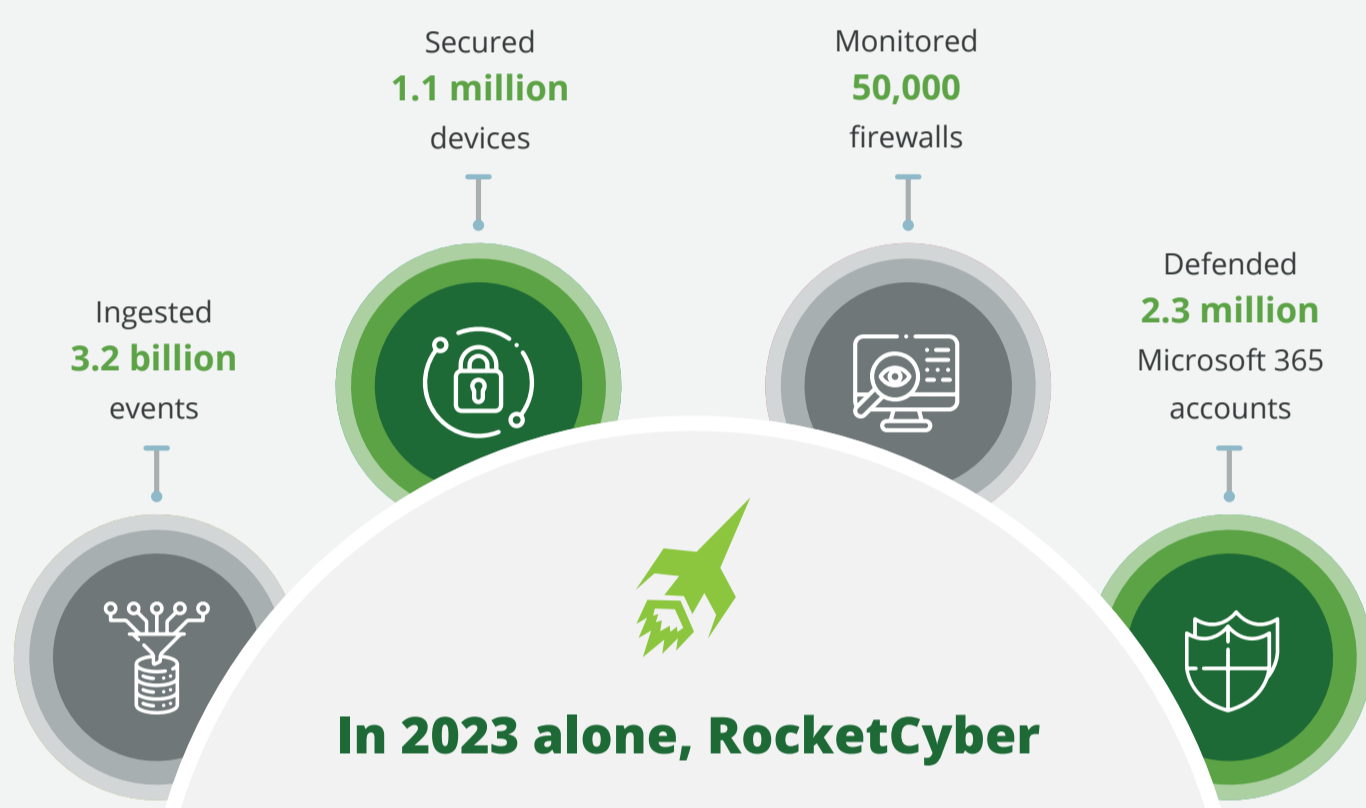 Ingested
3.2 billion
events
Secured
1.1 million
devices
Monitored
50,000
firewalls
Defended
2.3 million
Microsoft 365
accounts
In 2023 alone, RocketCyber